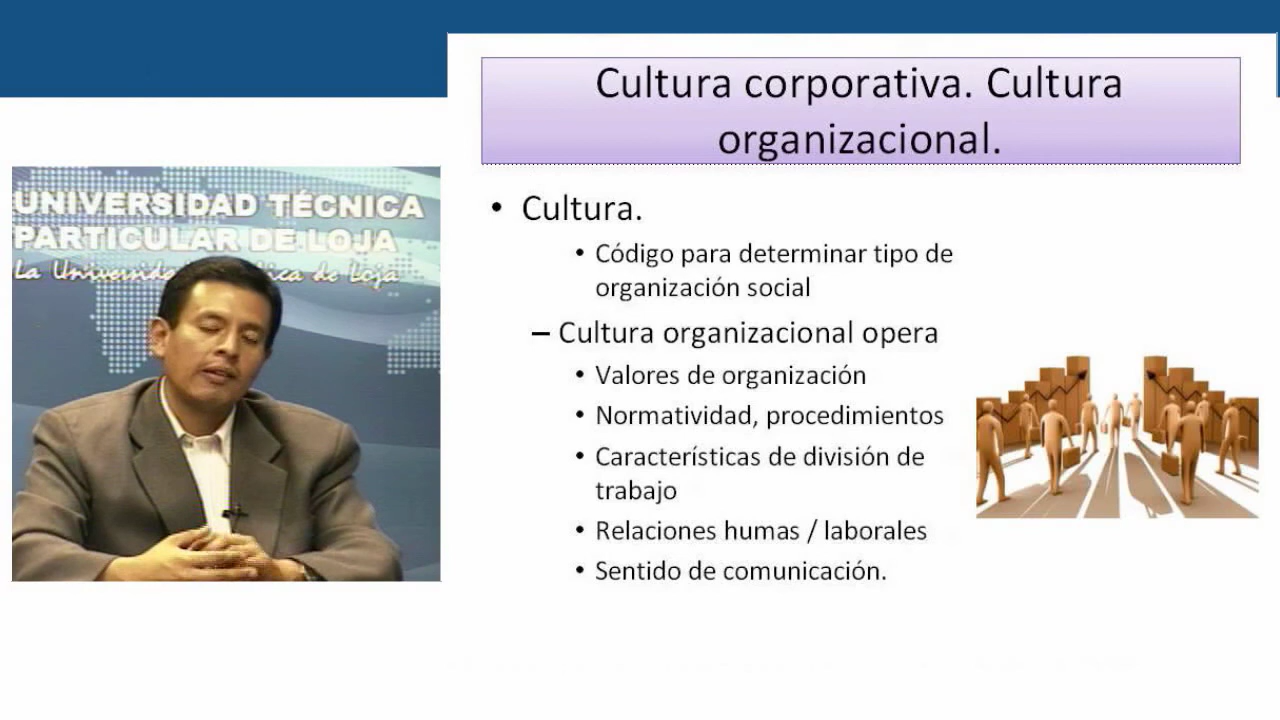 Cultura corporativa. Cultura
organizacional.
UNIVERSIDAD TÉCNICA
PARTICULAR DE LOJA
La Universidad ica de Loja
• Cultura.
• Código para determinar tipo de
organización social
– Cultura organizacional opera
• Valores de organización
• Normatividad, procedimientos
• Características de división de
trabajo
• Relaciones humas / laborales
• Sentido de comunicación.